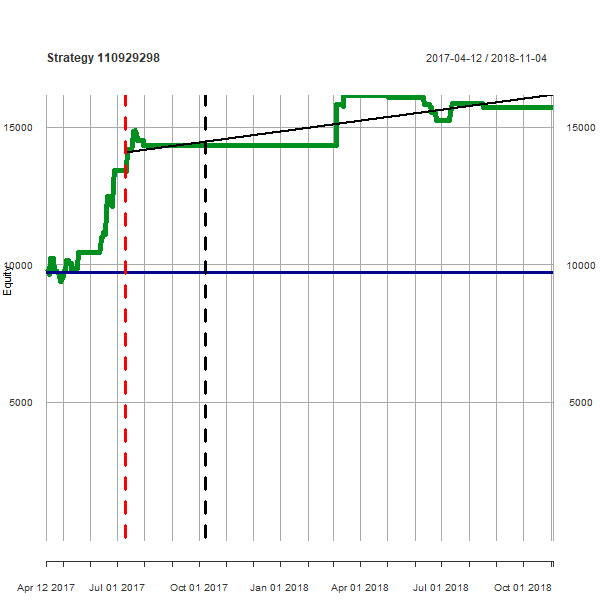 Strategy 110929298
2017-04-12 / 2018-11-04
15000
15000
10000
10000
Equity
5000
5000
Apr 12 2017
Jul 01 2017
Oct 01 2017
Jan 01 2018
Apr 01 2018
Jul 01 2018
Oct 01 2018